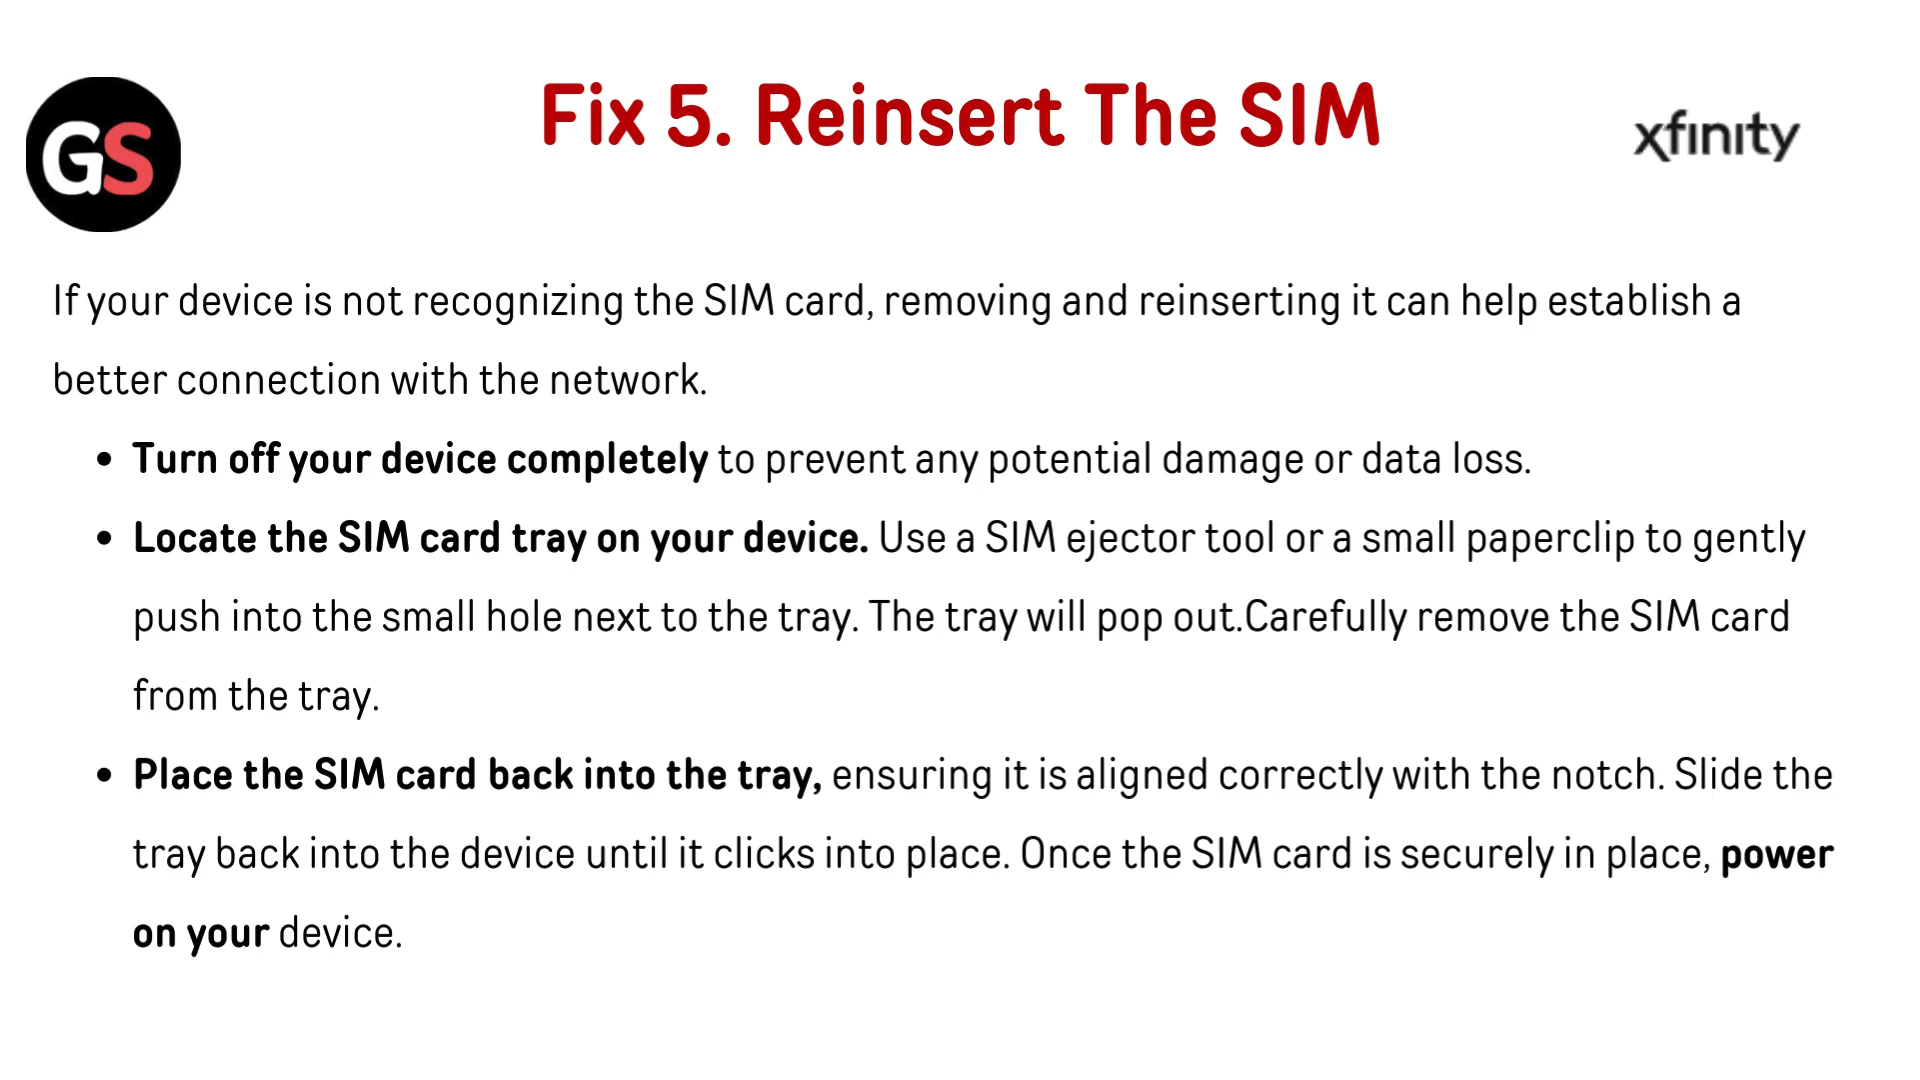 GS
Fix 5. Reinsert The SIM
xfinity
If your device is not recognizing the SIM card, removing and reinserting it can help establish a
better connection with the network.
• Turn off your device completely to prevent any potential damage or data loss.
• Locate the SIM card tray on your device. Use a SIM ejector tool or a small paperclip to gently
push into the small hole next to the tray. The tray will pop out.Carefully remove the SIM card
from the tray.
• Place the SIM card back into the tray, ensuring it is aligned correctly with the notch. Slide the
tray back into the device until it clicks into place. Once the SIM card is securely in place, power
on your device.